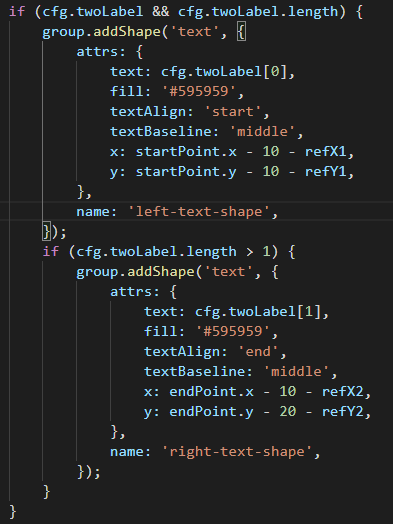 if (cfg.twoLabel && cfg.twoLabel.length) {
    group.addShape('text', {
        attrs: {
            text: cfg.twoLabel[0],
            fill: '#595959',
            textAlign: 'start',
            textBaseline: 'middle',
            x: startPoint.x - 10 - refX1,
            y: startPoint.y - 10 - refY1,
        },
        name: 'left-text-shape',
    });
    if (cfg.twoLabel.length > 1) {
        group.addShape('text', {
            attrs: {
                text: cfg.twoLabel[1],
                fill: '#595959',
                textAlign: 'end',
                textBaseline: 'middle',
                x: endPoint.x - 10 - refX2,
                y: endPoint.y - 20 - refY2,
            },
            name: 'right-text-shape',
        });
    }
}